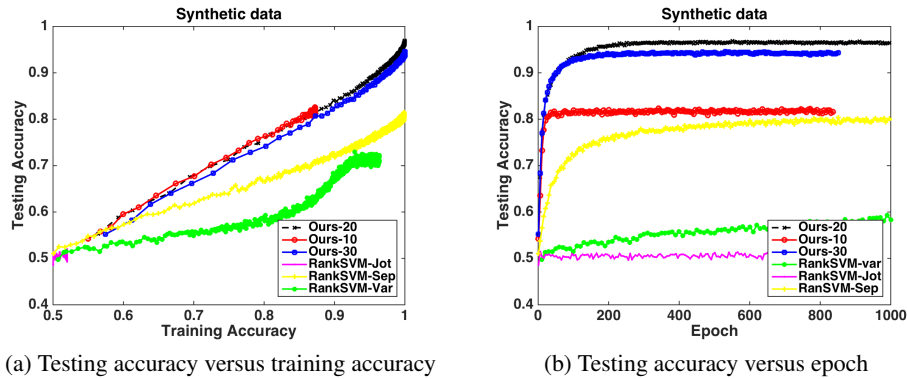 Synthetic data
1
0.9
0.8
0.7
0.6
0.5
0.4
Testing Accuracy
0.5 0.6 0.7 0.8 0.9 1
Training Accuracy
Ours-20
Ours-10
Ours-30
RankSVM-Jot
RankSVM-Sep
RankSVM-Var
(a) Testing accuracy versus training accuracy
Synthetic data
1
0.9
0.8
0.7
0.6
0.5
0.4
Testing Accuracy
0 200 400 600 800 1000
Epoch
Ours-20
Ours-10
Ours-30
RankSVM-var
RankSVM-Jot
RanSVM-Sep
(b) Testing accuracy versus epoch